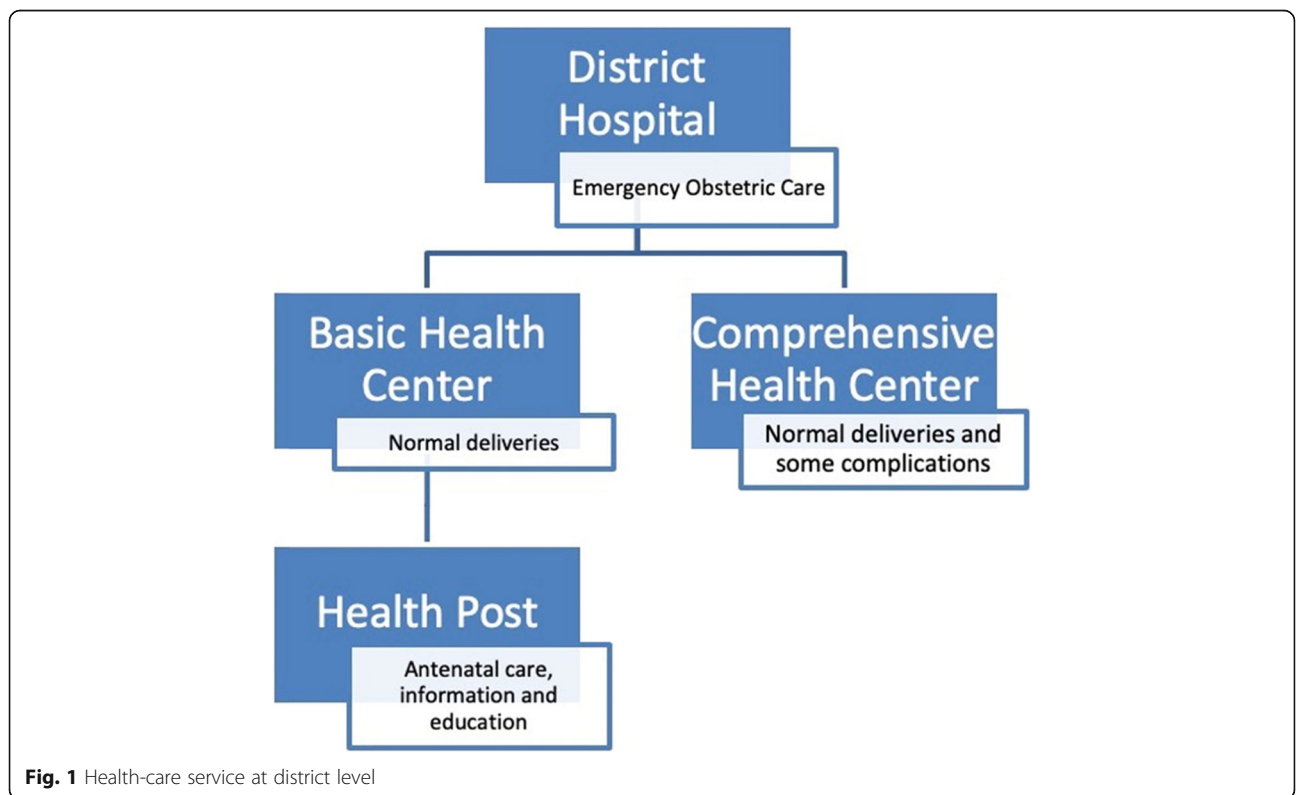 District
Hospital
Emergency Obstetric Care
Basic Health
Center
Normal deliveries
Comprehensive
Health Center
Normal deliveries and
some complications
Health Post
Antenatal care,
information and
education
Fig. 1 Health-care service at district level